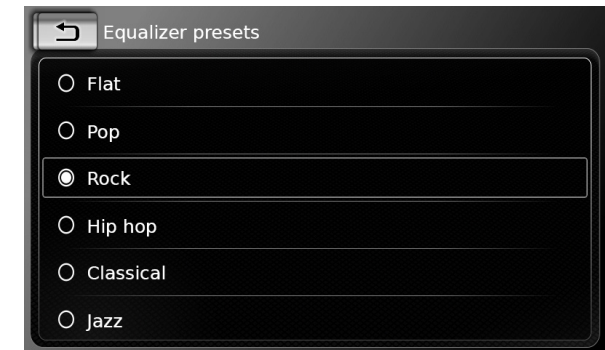 Equalizer presets
Flat
Pop
Rock
Hip hop
Classical
Jazz